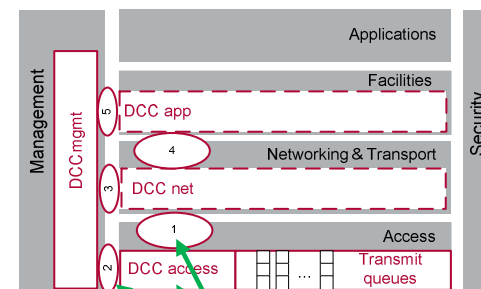 Applications
Facilities
Management
DCC mgmt
5
DCC app
4
Networking & Transport
3
DCC net
1
Access
2
DCC access
Transmit
queues
...
Security